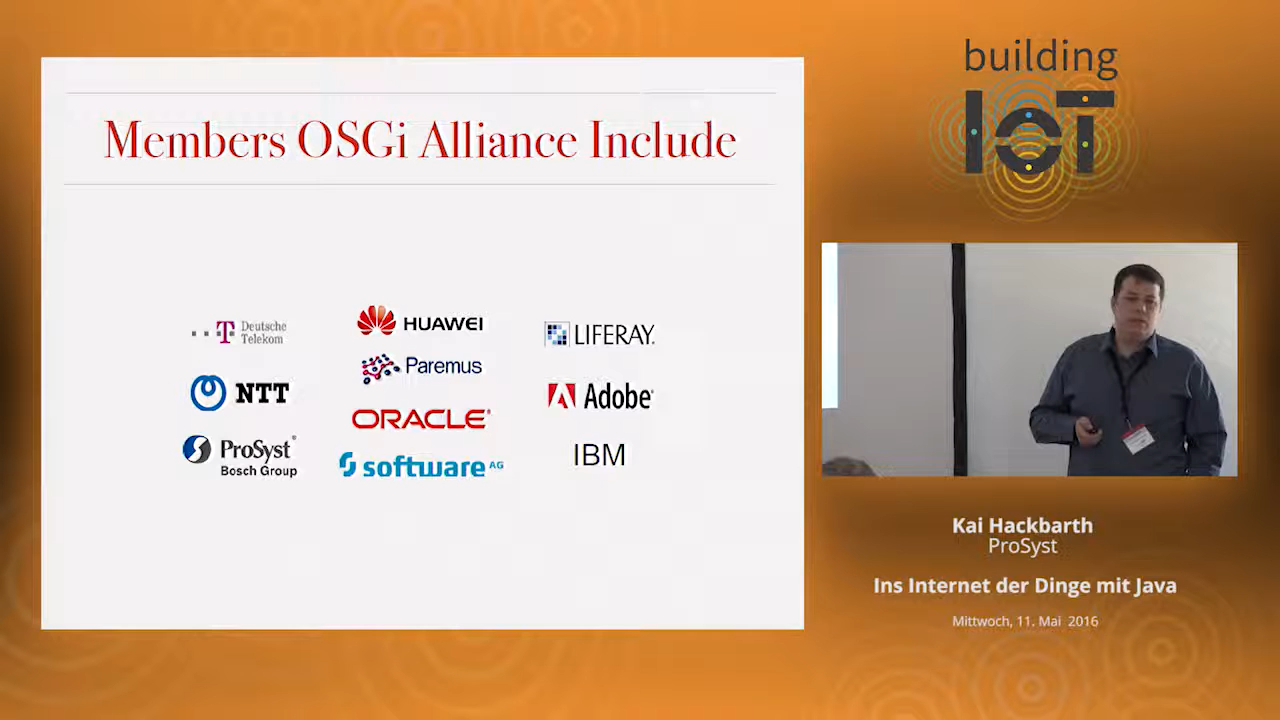 Members OSGi Alliance Include
Deutsche
Telekom
NTT
ProSyst
Bosch Group
HUAWEI
Paremus
ORACLE
software AG
LIFERAY.
Adobe
IBM
building
IoT
Kai Hackbarth
ProSyst
Ins Internet der Dinge mit Java
Mittwoch, 11. Mai 2016